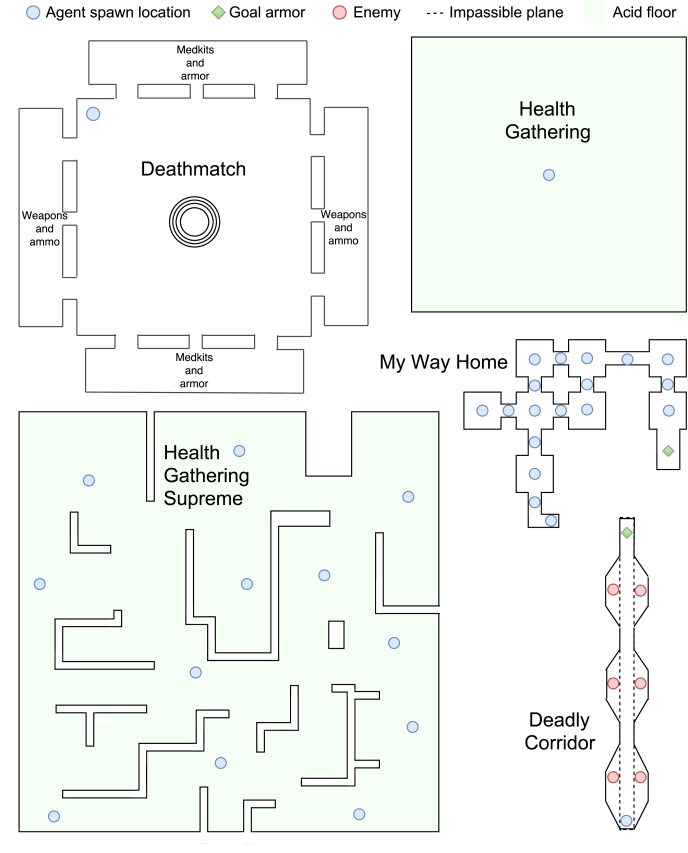 Agent spawn location Goal armor Enemy Impassible plane Acid floor
Medkits
and
armor
Health
Gathering
Deathmatch
Weapons
and
ammo
Weapons
and
ammo
Medkits
and
armor
My Way Home
Health
Gathering
Supreme
Deadly
Corridor